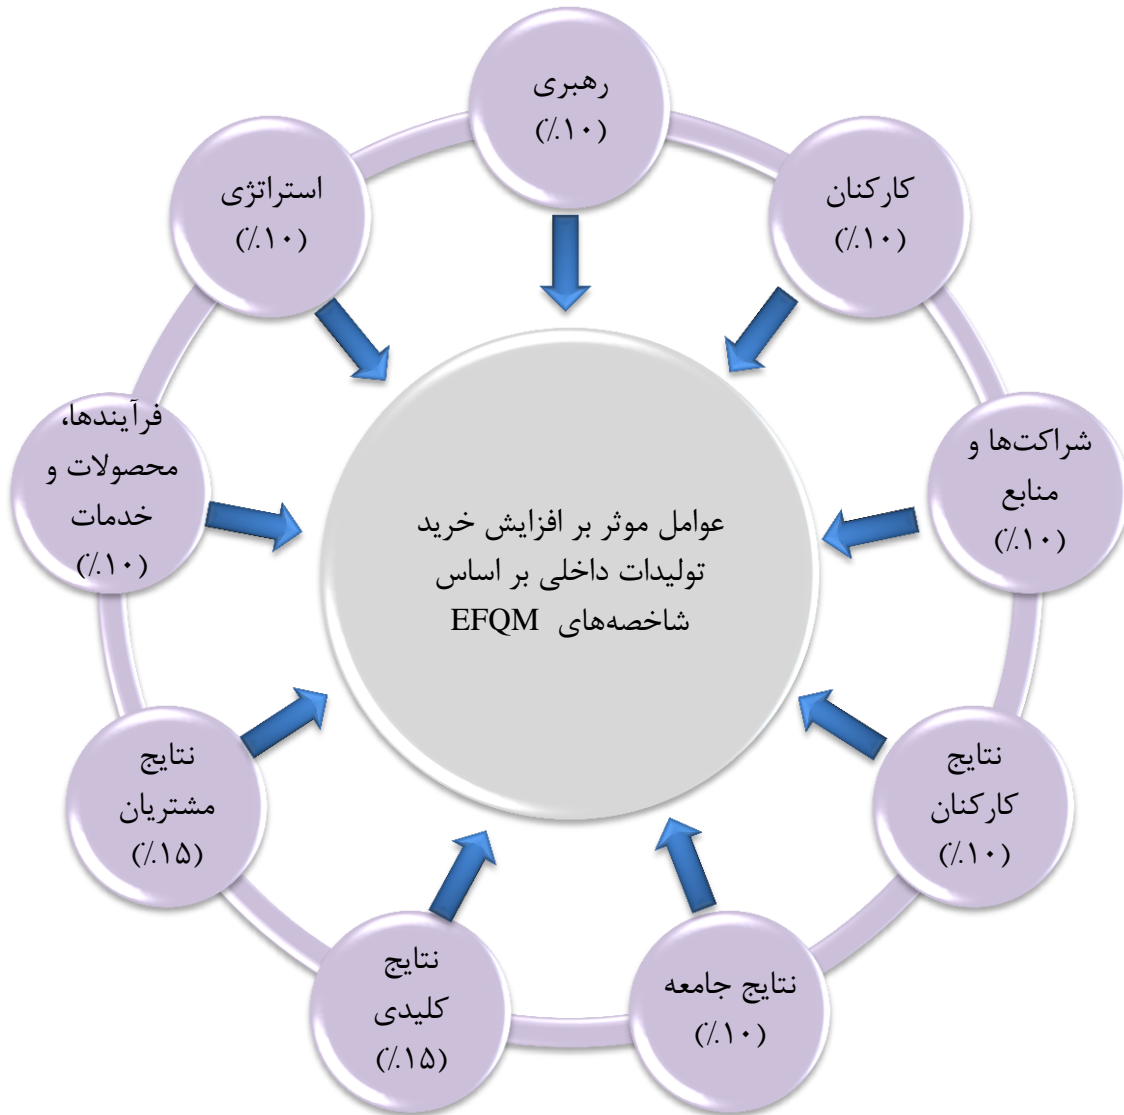 رهبری
(٪۱۰)
کارکنان
(٪۱۰)
شراکت‌ها و
منابع
(٪۱۰)
نتایج
کارکنان
(٪۱۰)
نتایج جامعه
(٪۱۰)
نتایج
کلیدی
(٪۱۵)
نتایج
مشتریان
(٪۱۵)
فرآیندها،
محصولات و
خدمات
(٪۱۰)
استراتژی
(٪۱۰)
عوامل موثر بر افزایش خرید
تولیدات داخلی بر اساس
شاخصه‌های EFQM